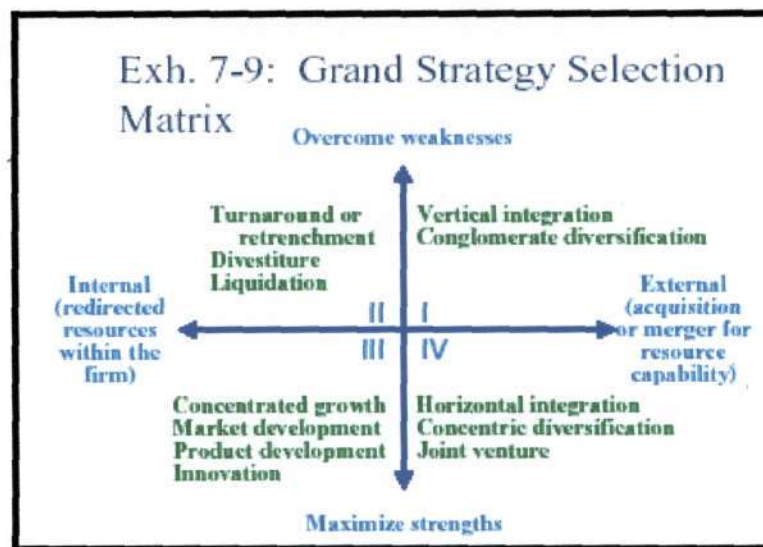 Exh. 7-9: Grand Strategy Selection
Matrix
Overcome weaknesses
Turnaround or
retrenchment
Divestiture
Liquidation
Vertical integration
Conglomerate diversification
Internal
(redirected
resources
within the
firm)
External
(acquisition
or merger for
resource
capability)
II
I
III
IV
Concentrated growth
Market development
Product development
Innovation
Horizontal integration
Concentric diversification
Joint venture
Maximize strengths